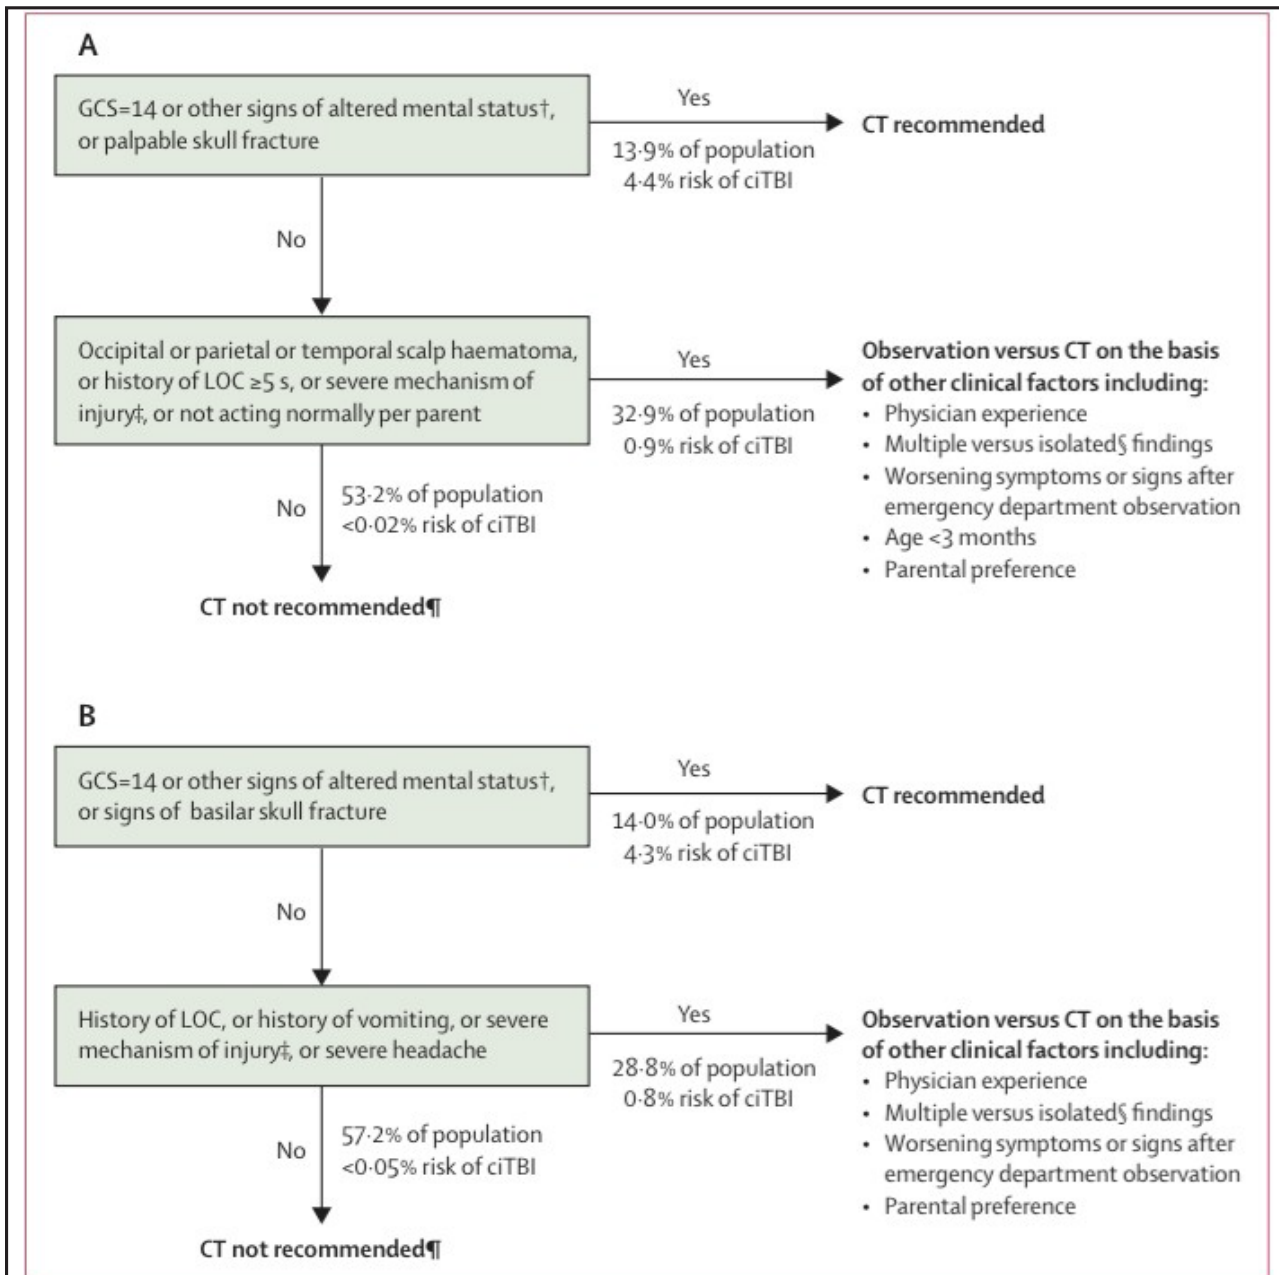 A
GCS=14 or other signs of altered mental status†,
or palpable skull fracture
Yes
13·9% of population
4·4% risk of ciTBI
CT recommended
No
Occipital or parietal or temporal scalp haematoma,
or history of LOC ≥5 s, or severe mechanism of
injury‡, or not acting normally per parent
Yes
32·9% of population
0·9% risk of ciTBI
Observation versus CT on the basis
of other clinical factors including:
• Physician experience
• Multiple versus isolated§ findings
• Worsening symptoms or signs after
emergency department observation
• Age <3 months
• Parental preference
No
53·2% of population
<0·02% risk of ciTBI
CT not recommended¶
B
GCS=14 or other signs of altered mental status†,
or signs of basilar skull fracture
Yes
14·0% of population
4·3% risk of ciTBI
CT recommended
No
History of LOC, or history of vomiting, or severe
mechanism of injury‡, or severe headache
Yes
28·8% of population
0·8% risk of ciTBI
Observation versus CT on the basis
of other clinical factors including:
• Physician experience
• Multiple versus isolated§ findings
• Worsening symptoms or signs after
emergency department observation
• Parental preference
No
57·2% of population
<0·05% risk of ciTBI
CT not recommended¶